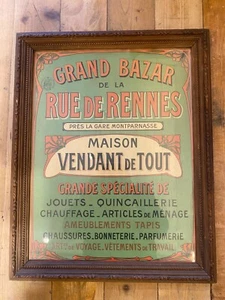 GRAND BAZAR
DE LA
RUE DE RENNES
PRÈS LA GARE MONTPARNASSE
MAISON
VENDANT DE TOUT
GRANDE SPÉCIALITÉ DE
JOUETS - QUINCAILLERIE
CHAUFFAGE - ARTICLES DE MÉNAGE
AMEUBLEMENTS TAPIS
CHAUSSURES, BONNETERIE, PARFUMERIE
DE VOYAGE, VÊTEMENTS DE TRAVAIL